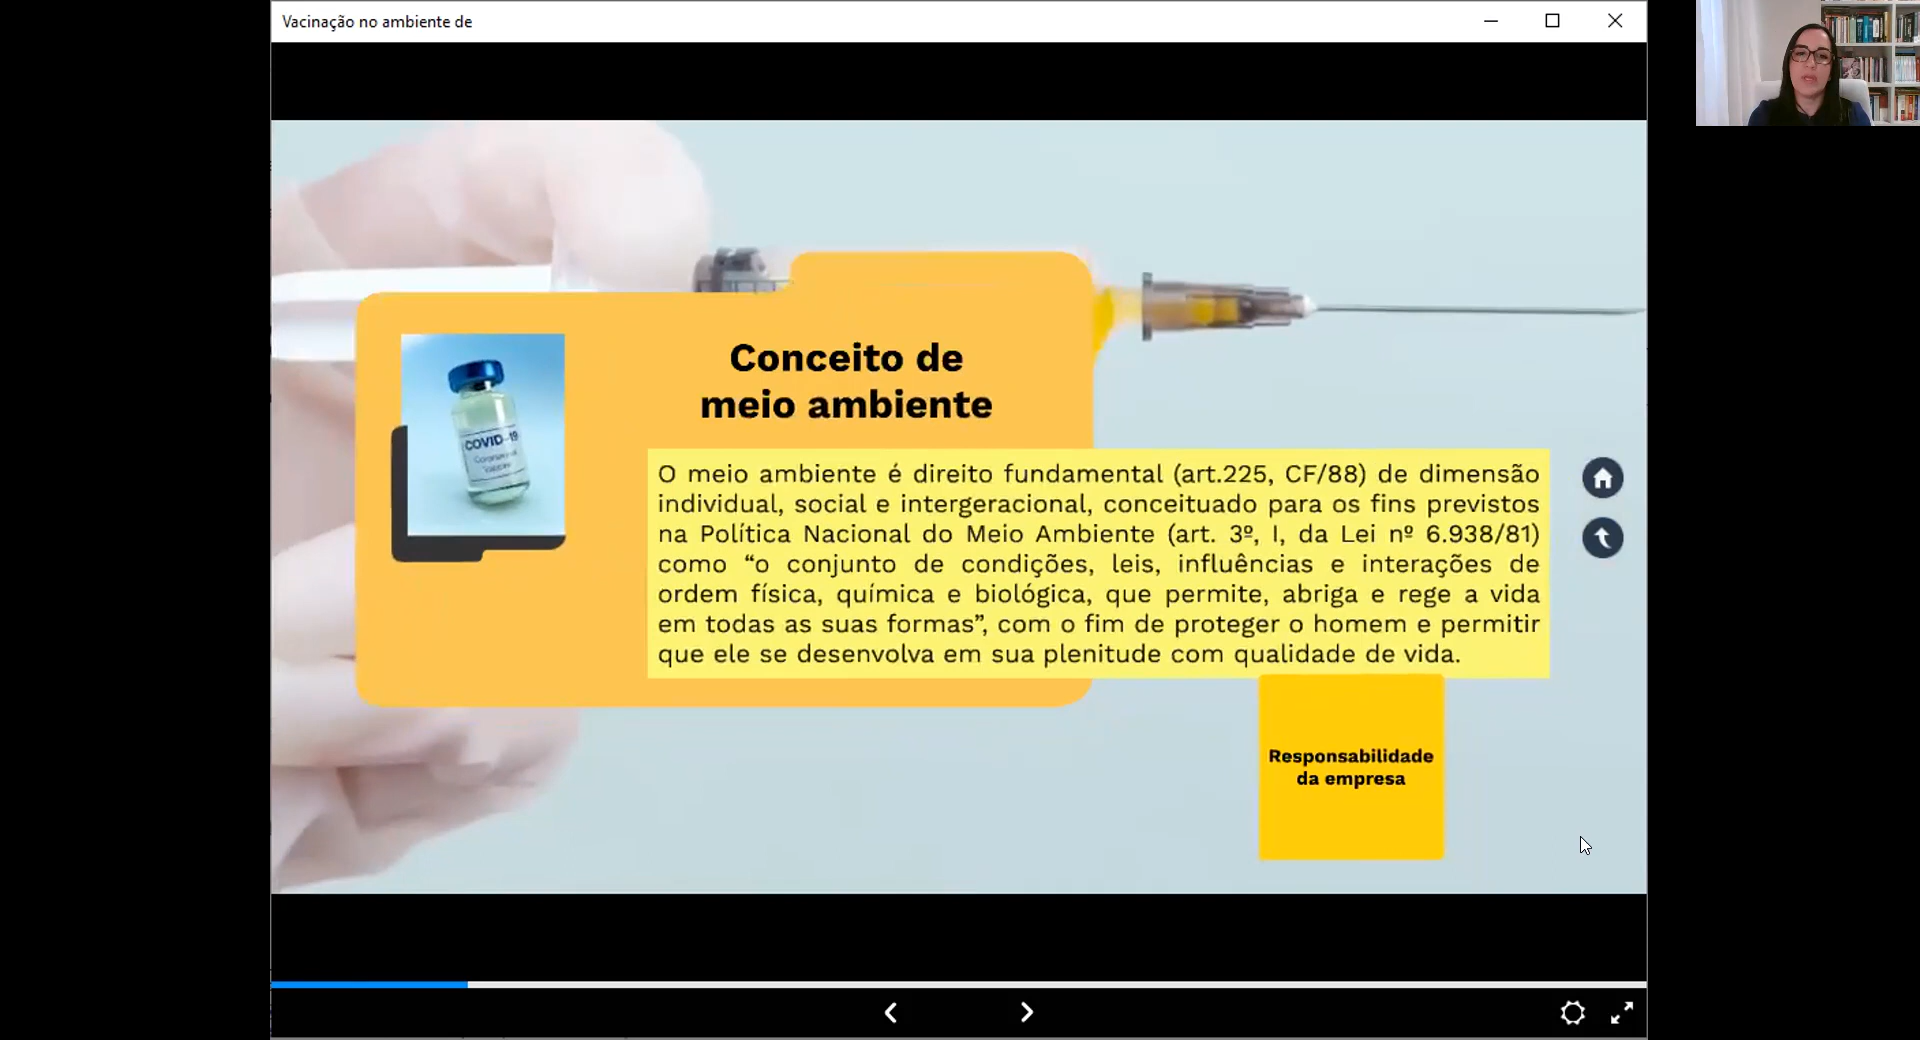 Vacinação no ambiente de
Conceito de
meio ambiente
COVID-19
Coronavirus
Vaccine
O meio ambiente é direito fundamental (art.225, CF/88) de dimensão
individual, social e intergeracional, conceituado para os fins previstos
na Política Nacional do Meio Ambiente (art. 3º, I, da Lei nº 6.938/81)
como “o conjunto de condições, leis, influências e interações de
ordem física, química e biológica, que permite, abriga e rege a vida
em todas as suas formas”, com o fim de proteger o homem e permitir
que ele se desenvolva em sua plenitude com qualidade de vida.
Responsabilidade
da empresa